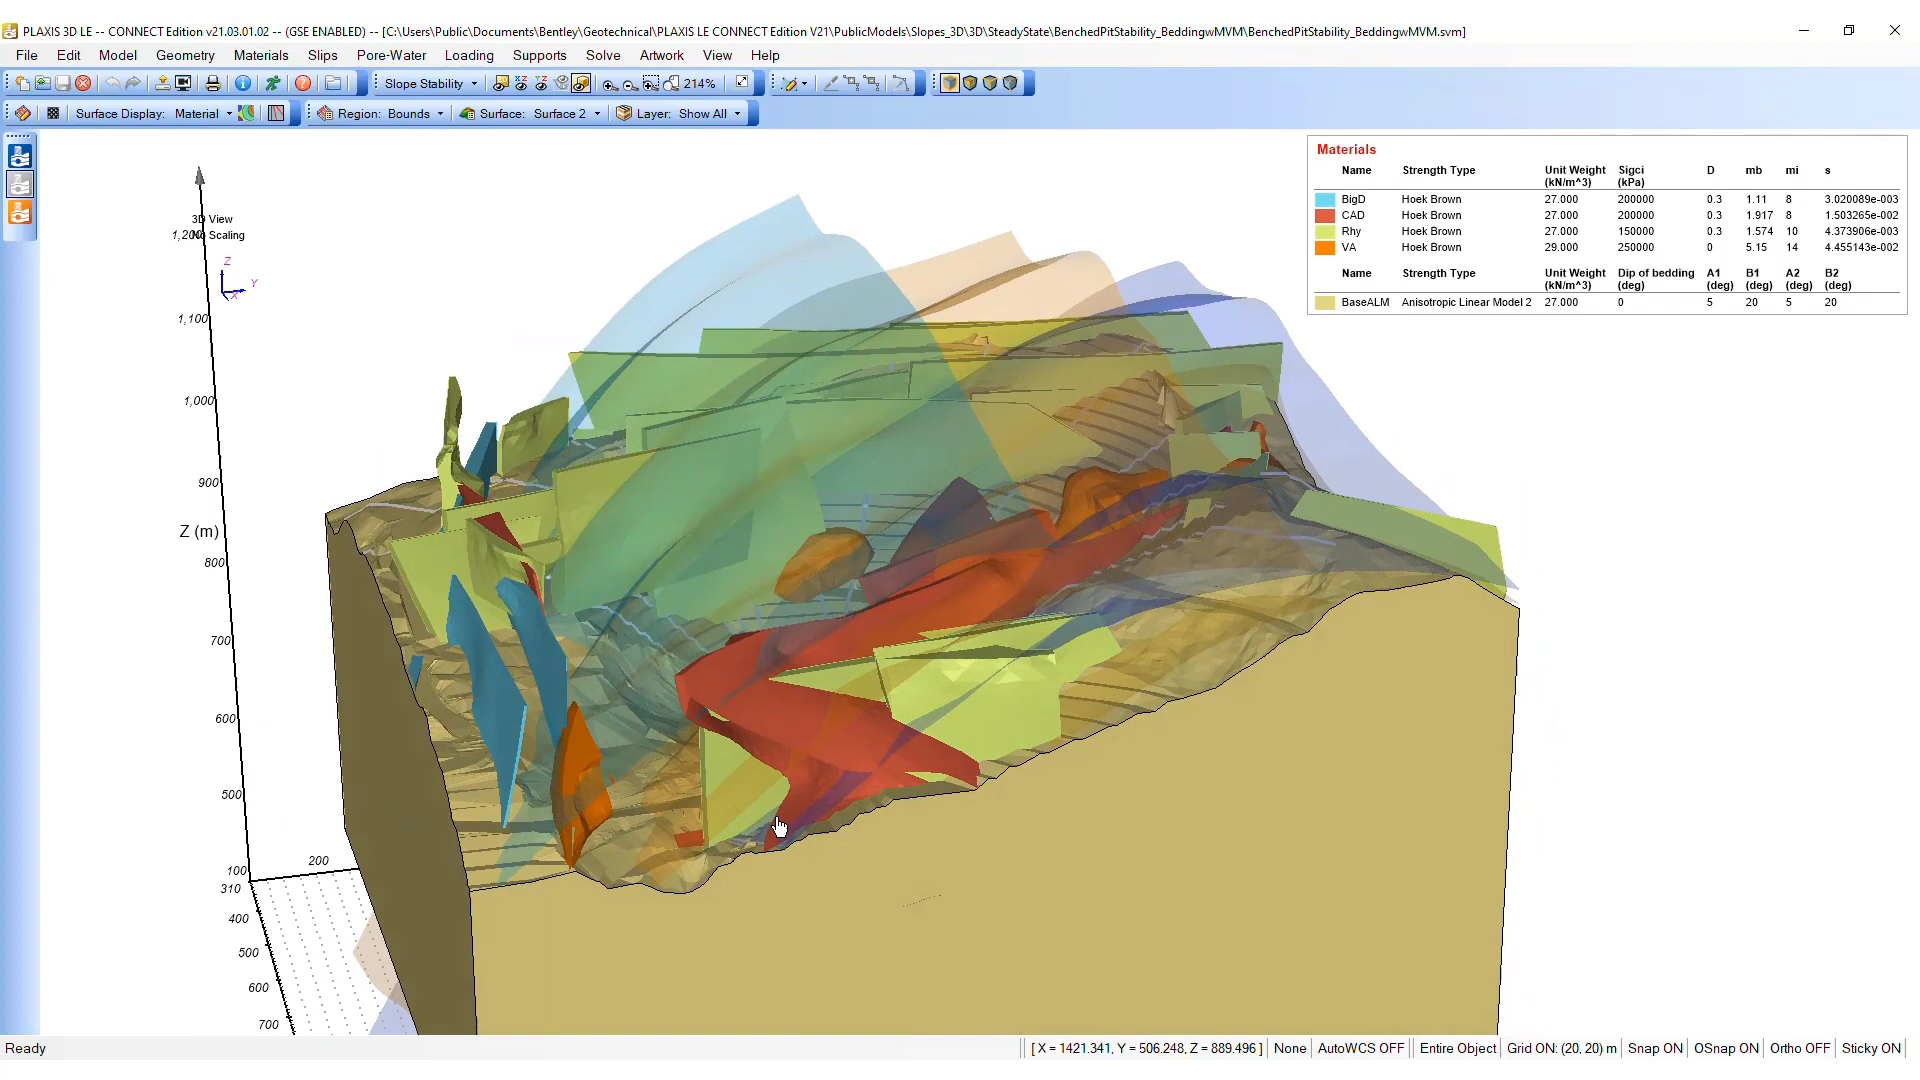 PLAXIS 3D LE -- CONNECT Edition v21.03.01.02 -- (GSE ENABLED) -- [C:\Users\Public\Documents\Bentley\Geotechnical\PLAXIS LE CONNECT Edition V21\PublicModels\Slopes_3D\3D\SteadyState\BenchedPitStability_BeddingwMVM\BenchedPitStability_BeddingwMVM.svm]
File Edit Model Geometry Materials Slips Pore-Water Loading Supports Solve Artwork View Help
Slope Stability XZ YZ 214%
Surface Display: Material Region: Bounds Surface: Surface 2 Layer: Show All
Materials
Name Strength Type Unit Weight (kN/m^3) Sigci (kPa) D mb mi s
BigD Hoek Brown 27.000 200000 0.3 1.11 8 3.020089e-003
CAD Hoek Brown 27.000 200000 0.3 1.917 8 1.503265e-002
Rhy Hoek Brown 27.000 150000 0.3 1.574 10 4.373906e-003
VA Hoek Brown 29.000 250000 0 5.15 14 4.455143e-002
Name Strength Type Unit Weight (kN/m^3) Dip of bedding (deg) A1 (deg) B1 (deg) A2 (deg) B2 (deg)
BaseALM Anisotropic Linear Model 2 27.000 0 5 20 5 20
3D View
1,200 No Scaling
Z
Y
X
1,100
1,000
900
Z (m)
800
700
600
500
200
100
310
400
500
600
700
Ready [ X = 1421.341, Y = 506.248, Z = 889.496 ] None AutoWCS OFF Entire Object Grid ON: (20, 20) m Snap ON OSnap ON Ortho OFF Sticky ON